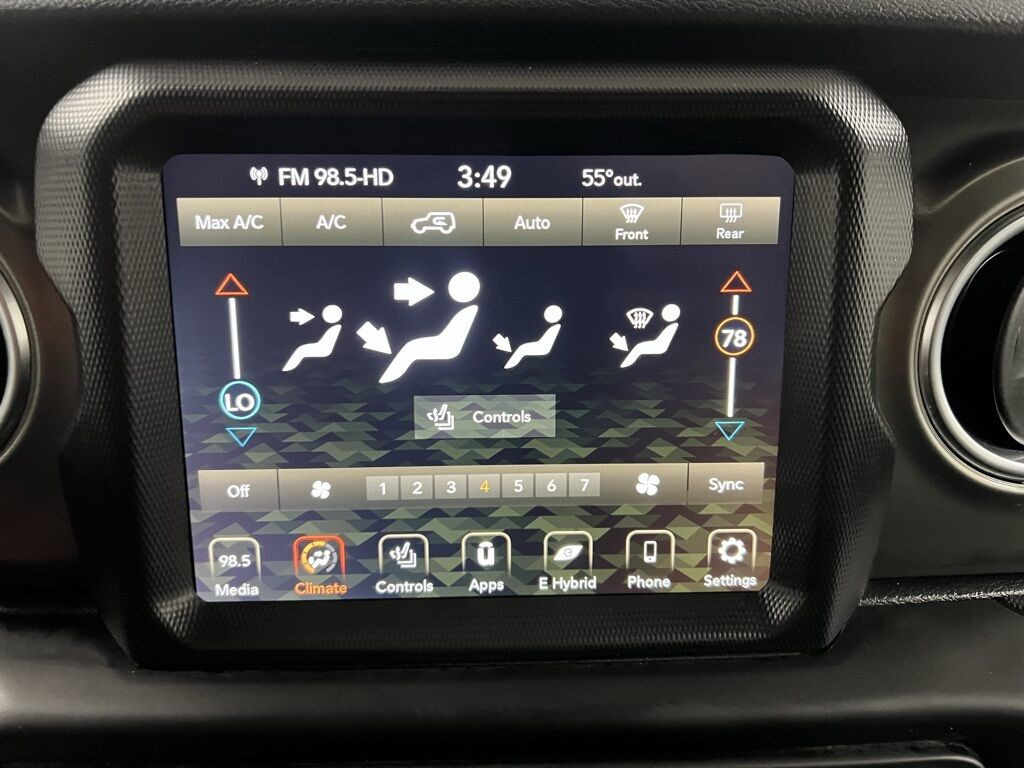 FM 98.5-HD 3:49 55°out.
Max A/C A/C Auto Front Rear
78
LO
Controls
Off 1 2 3 4 5 6 7 Sync
98.5
Media Climate Controls Apps E Hybrid Phone Settings